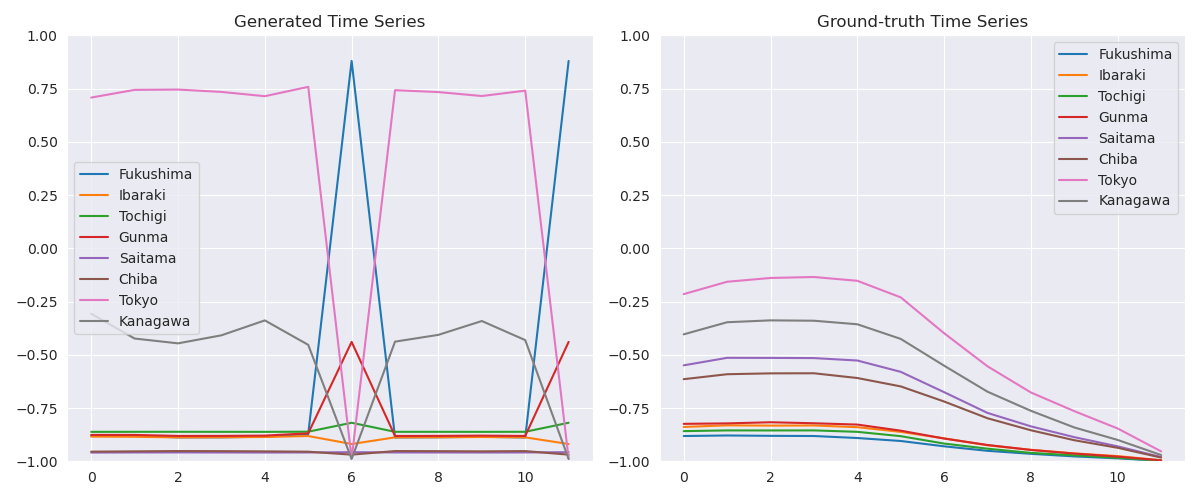 Generated Time Series
1.00
0.75
0.50
0.25
0.00
−0.25
−0.50
−0.75
−1.00
0 2 4 6 8 10
Fukushima
Ibaraki
Tochigi
Gunma
Saitama
Chiba
Tokyo
Kanagawa
Ground-truth Time Series
1.00
0.75
0.50
0.25
0.00
−0.25
−0.50
−0.75
−1.00
0 2 4 6 8 10
Fukushima
Ibaraki
Tochigi
Gunma
Saitama
Chiba
Tokyo
Kanagawa